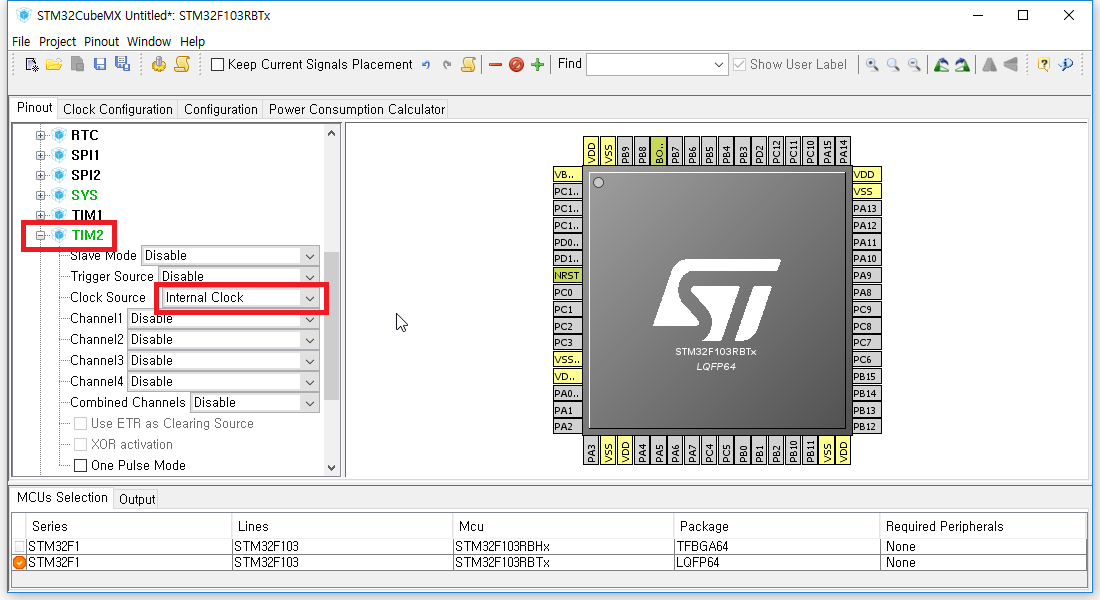 STM32CubeMX Untitled*: STM32F103RBTx
File Project Pinout Window Help
Keep Current Signals Placement Find Show User Label
Pinout Clock Configuration Configuration Power Consumption Calculator
RTC
SPI1
SPI2
SYS
TIM1
TIM2
Slave Mode Disable
Trigger Source Disable
Clock Source Internal Clock
Channel1 Disable
Channel2 Disable
Channel3 Disable
Channel4 Disable
Combined Channels Disable
Use ETR as Clearing Source
XOR activation
One Pulse Mode
VDD VSS PB9 PB8 BO.. PB7 PB6 PB5 PB4 PB3 PD2 PC12 PC11 PC10 PA15 PA14
VB..
PC1..
PC1..
PC1..
PD0..
PD1..
NRST
PC0
PC1
PC2
PC3
VSS..
VD..
PA0..
PA1
PA2
ST
STM32F103RBTx
LQFP64
VDD
VSS
PA13
PA12
PA11
PA10
PA9
PA8
PC9
PC8
PC7
PC6
PB15
PB14
PB13
PB12
PA3 VSS VDD PA4 PA5 PA6 PA7 PC4 PC5 PB0 PB1 PB2 PB10 PB11 VSS VDD
MCUs Selection Output
Series Lines Mcu Package Required Peripherals
STM32F1 STM32F103 STM32F103RBHx TFBGA64 None
STM32F1 STM32F103 STM32F103RBTx LQFP64 None